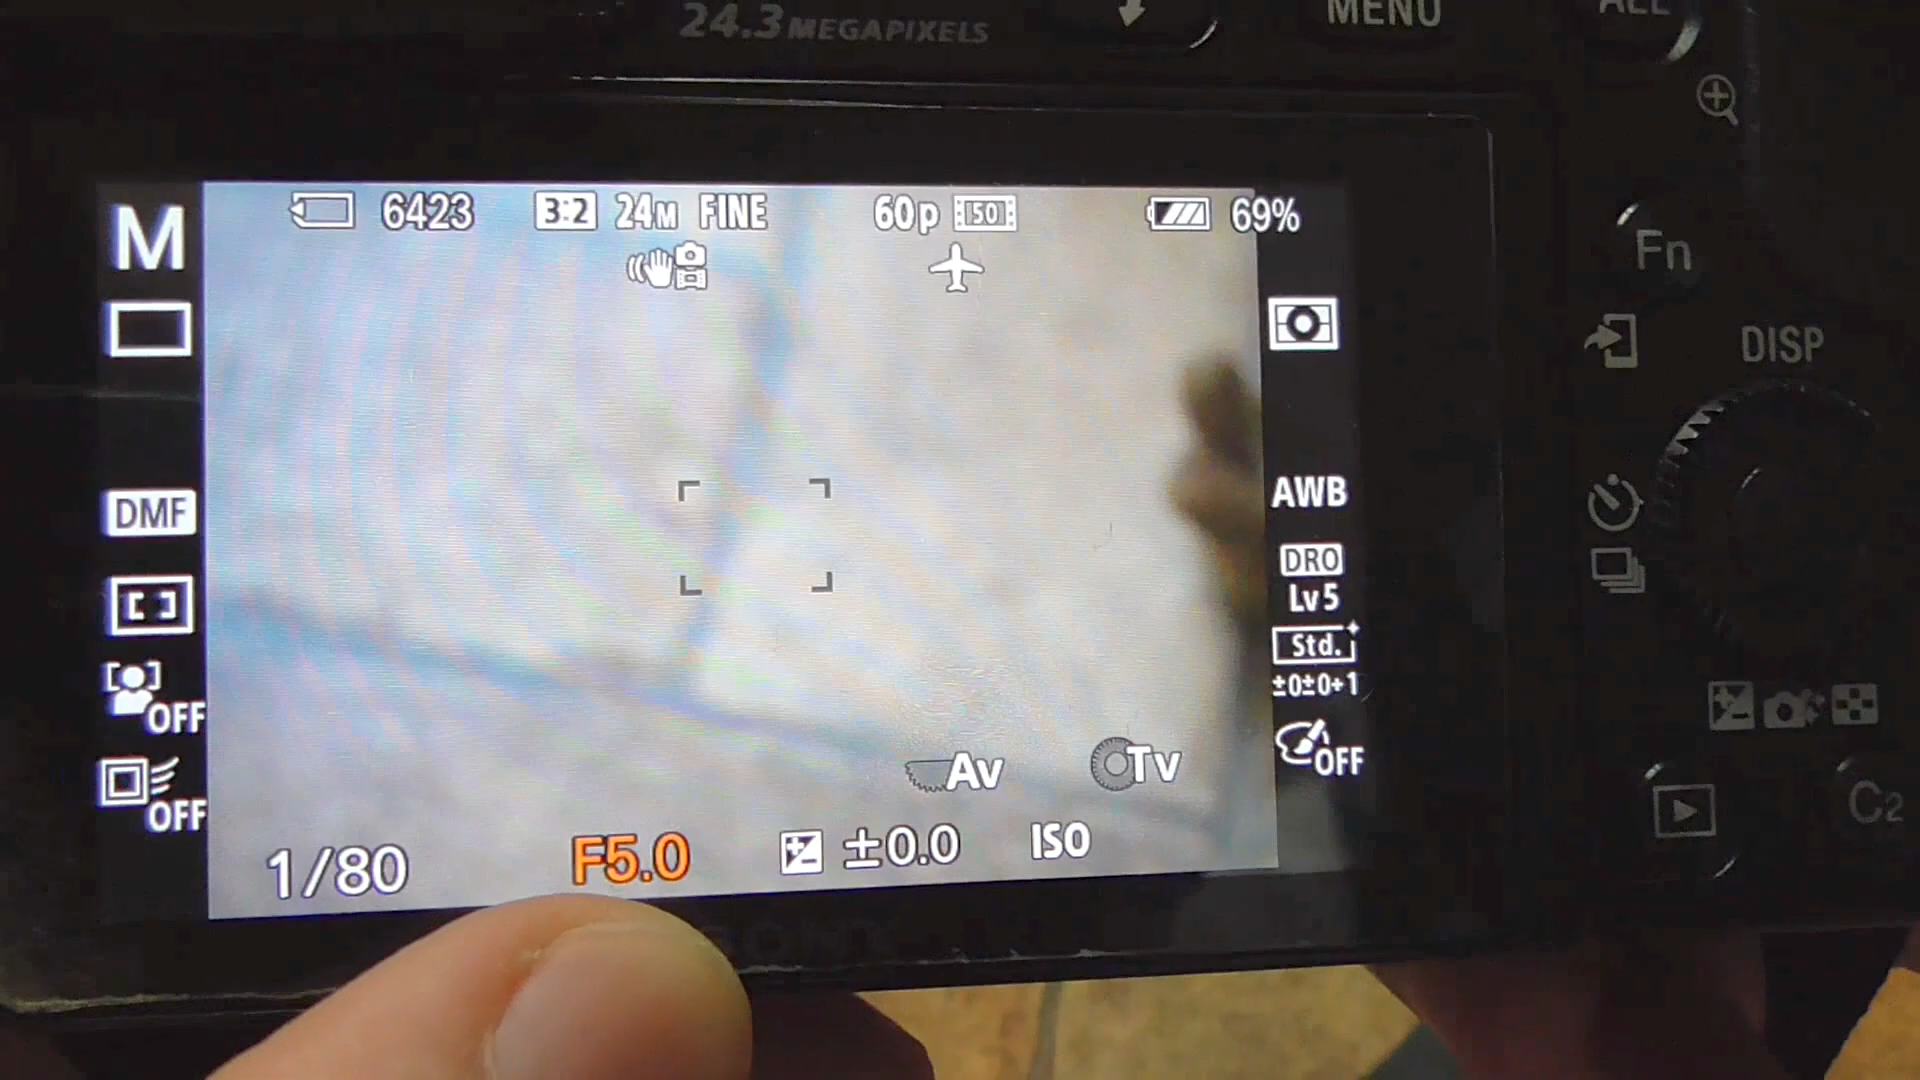 24.3 MEGAPIXELS
MENU
M
6423
3:2 24M FINE
60p 50
69%
Fn
DISP
DMF
AWB
DRO
Lv5
Std.
±0±0+1
OFF
OFF
OFF
Av
Tv
1/80
F5.0
±0.0
ISO
C2
SONY